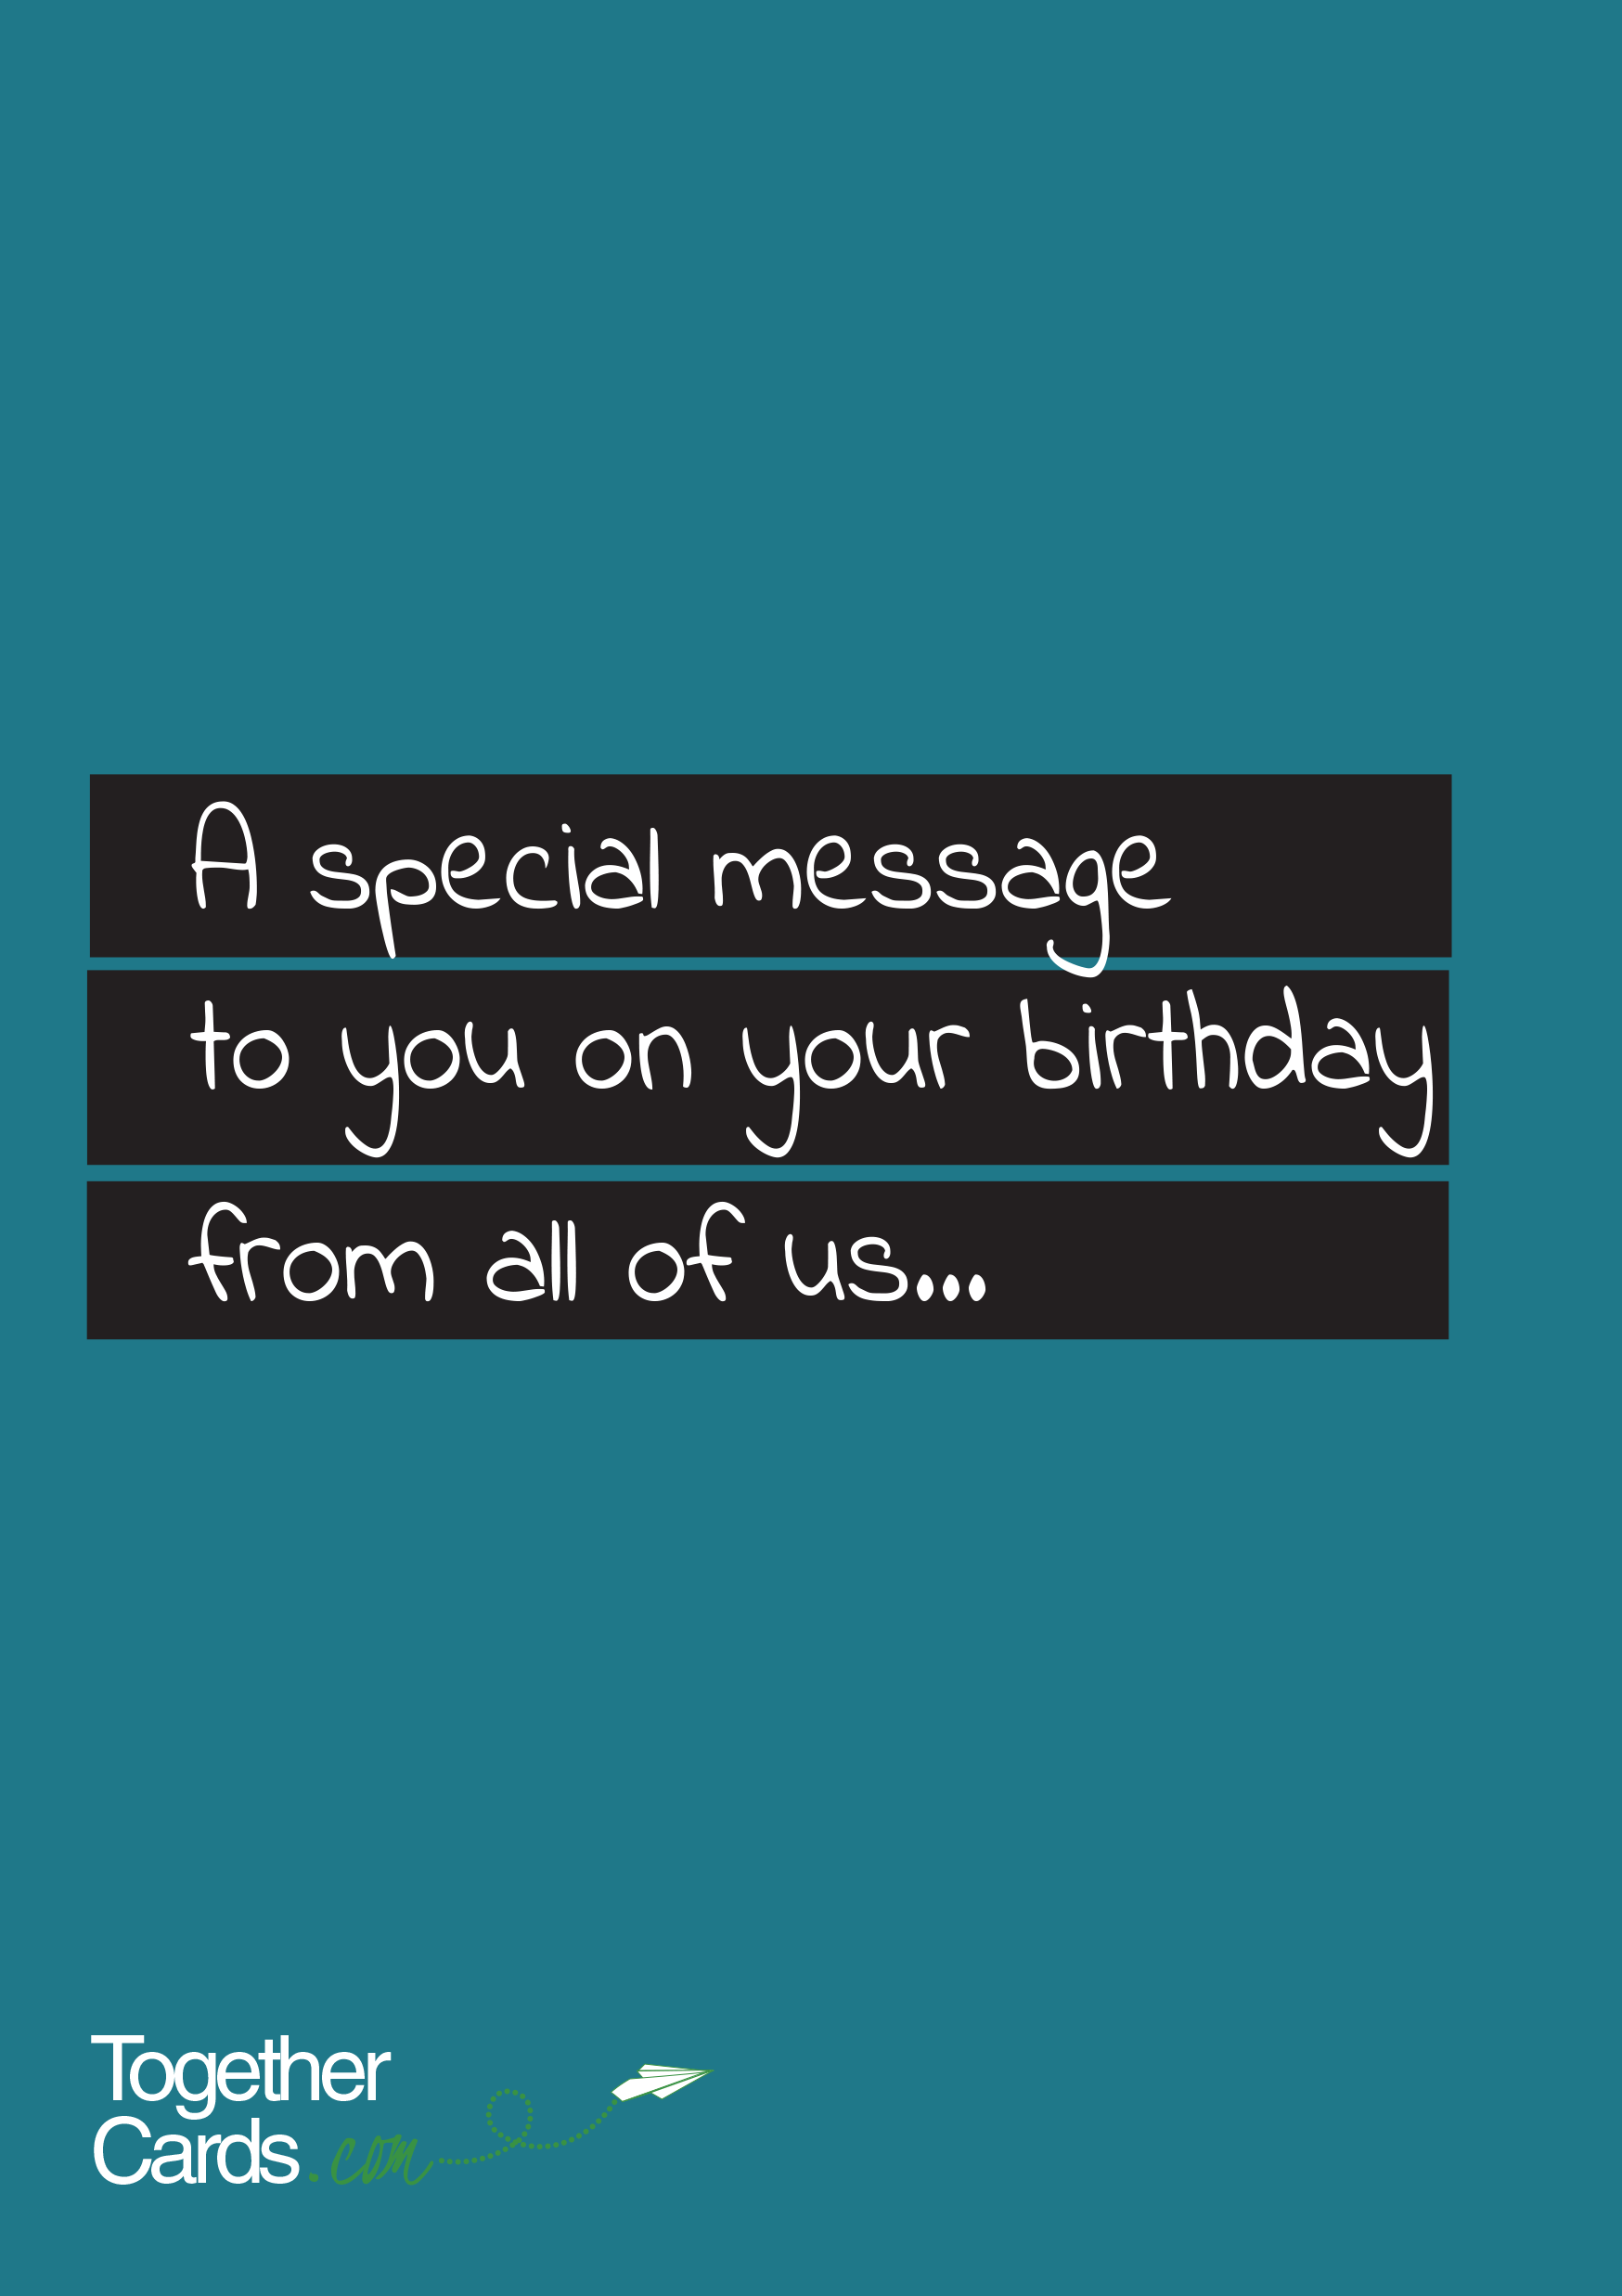 A special message
to you on your birthday
from all of us...
Together
Cards.com